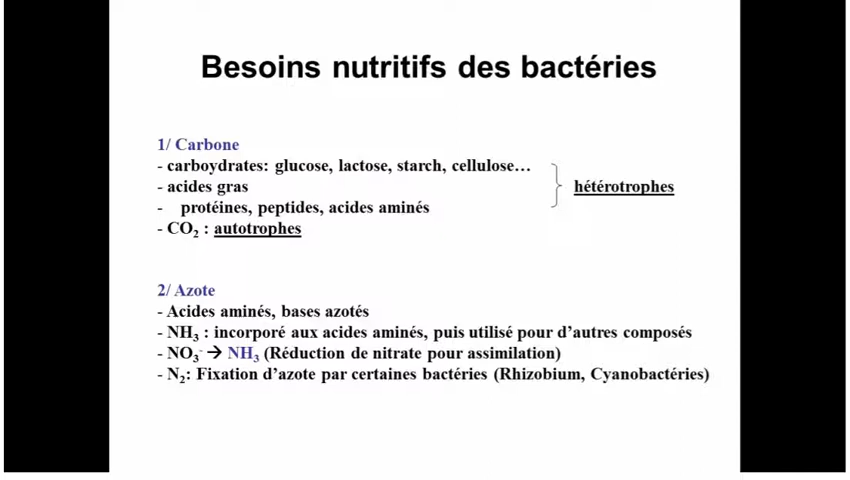 Besoins nutritifs des bactéries
1/ Carbone
- carboydrates: glucose, lactose, starch, cellulose…
- acides gras
hétérotrophes
- protéines, peptides, acides aminés
- CO₂ : autotrophes
2/ Azote
- Acides aminés, bases azotés
- NH₃ : incorporé aux acides aminés, puis utilisé pour d’autres composés
- NO₃⁻ → NH₃ (Réduction de nitrate pour assimilation)
- N₂: Fixation d’azote par certaines bactéries (Rhizobium, Cyanobactéries)